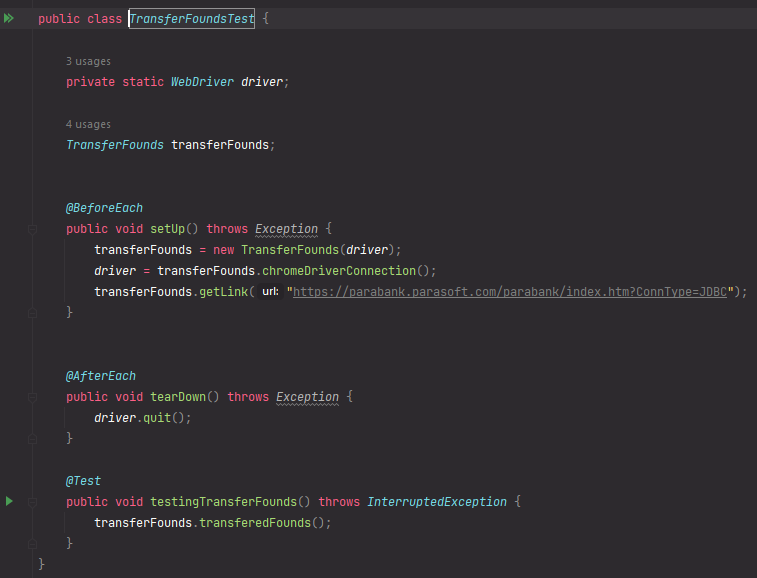 public class TransferFoundsTest {
3 usages
private static WebDriver driver;
4 usages
TransferFounds transferFounds;
@BeforeEach
public void setUp() throws Exception {
transferFounds = new TransferFounds(driver);
driver = transferFounds.chromeDriverConnection();
transferFounds.getLink( url: "https://parabank.parasoft.com/parabank/index.htm?ConnType=JDBC");
}
@AfterEach
public void tearDown() throws Exception {
driver.quit();
}
@Test
public void testingTransferFounds() throws InterruptedException {
transferFounds.transferedFounds();
}
}